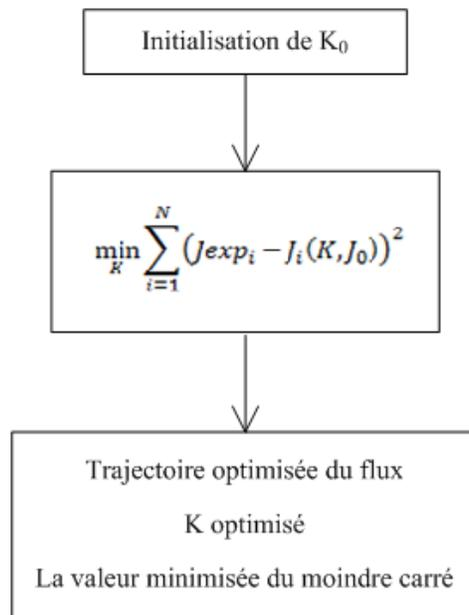 Initialisation de K₀
min_K ∑_{i=1}^{N} (Jexp_i − J_i(K, J_0))²
Trajectoire optimisée du flux
K optimisé
La valeur minimisée du moindre carré